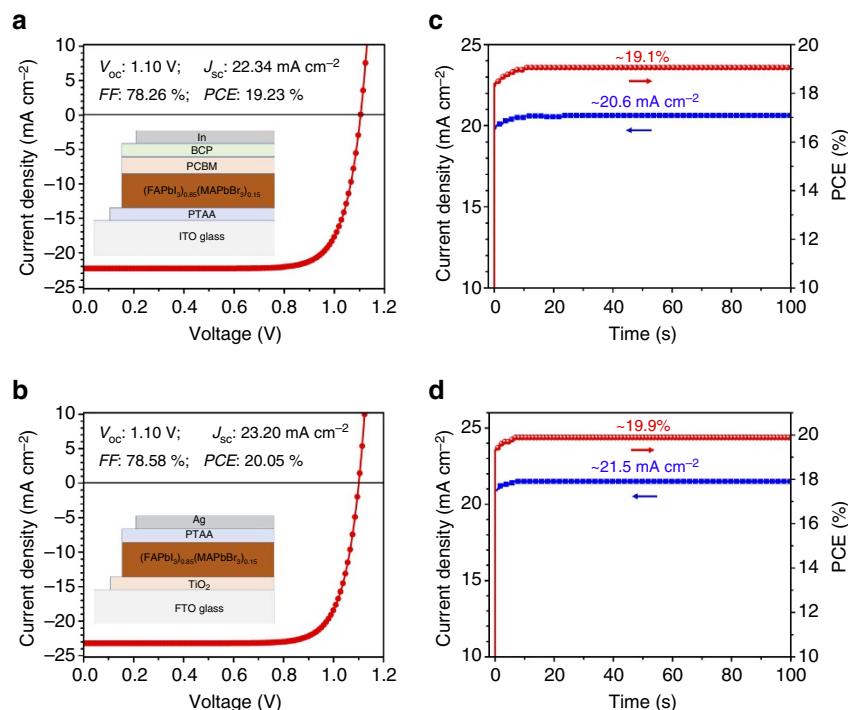 a
V_oc: 1.10 V; J_sc: 22.34 mA cm⁻²
FF: 78.26 %; PCE: 19.23 %
In
BCP
PCBM
(FAPbI₃)₀.₈₅(MAPbBr₃)₀.₁₅
PTAA
ITO glass
10
5
0
–5
–10
–15
–20
–25
Current density (mA cm⁻²)
0.0 0.2 0.4 0.6 0.8 1.0 1.2
Voltage (V)
c
~19.1%
~20.6 mA cm⁻²
25
20
15
10
Current density (mA cm⁻²)
20
18
16
14
12
10
PCE (%)
0 20 40 60 80 100
Time (s)
b
V_oc: 1.10 V; J_sc: 23.20 mA cm⁻²
FF: 78.58 %; PCE: 20.05 %
Ag
PTAA
(FAPbI₃)₀.₈₅(MAPbBr₃)₀.₁₅
TiO₂
FTO glass
10
5
0
–5
–10
–15
–20
–25
Current density (mA cm⁻²)
0.0 0.2 0.4 0.6 0.8 1.0 1.2
Voltage (V)
d
~19.9%
~21.5 mA cm⁻²
25
22
19
16
13
10
Current density (mA cm⁻²)
20
18
16
14
12
10
PCE (%)
0 20 40 60 80 100
Time (s)